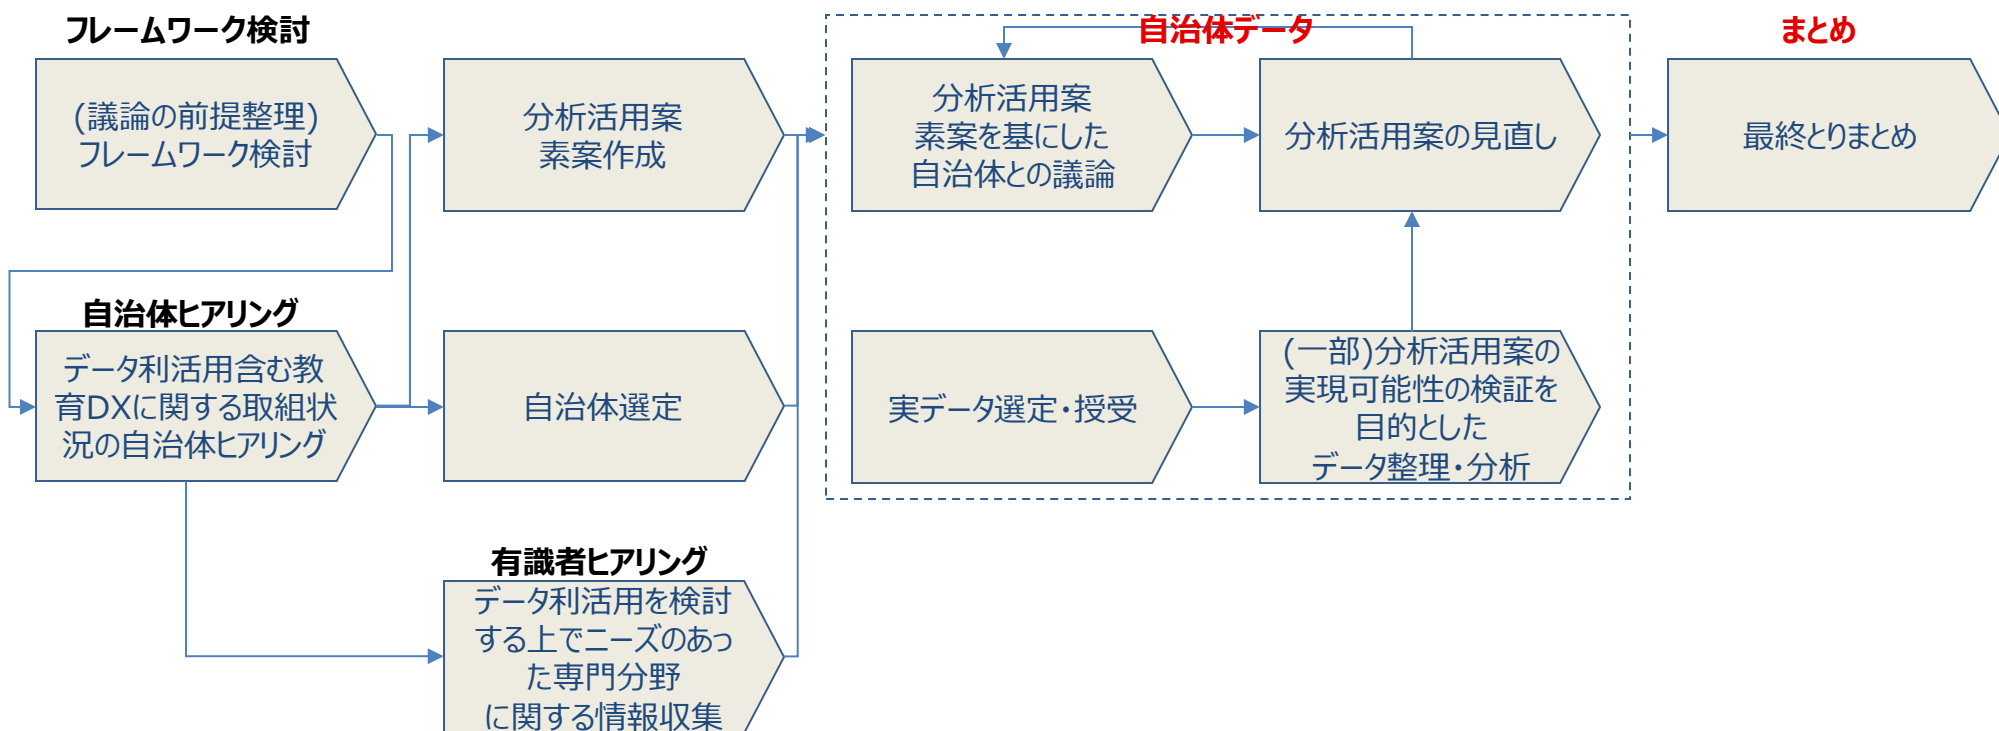 フレームワーク検討
(議論の前提整理)
フレームワーク検討
自治体ヒアリング
データ利活用含む教
育DXに関する取組状
況の自治体ヒアリング
分析活用案
素案作成
自治体選定
有識者ヒアリング
データ利活用を検討
する上でニーズのあっ
た専門分野
に関する情報収集
自治体データ
分析活用案
素案を基にした
自治体との議論
分析活用案の見直し
実データ選定・授受
(一部)分析活用案の
実現可能性の検証を
目的とした
データ整理・分析
まとめ
最終とりまとめ